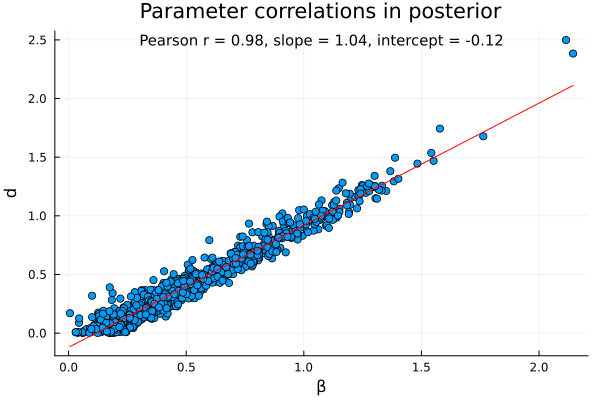 Parameter correlations in posterior
Pearson r = 0.98, slope = 1.04, intercept = -0.12
2.5
2.0
1.5
1.0
0.5
0.0
d
0.0 0.5 1.0 1.5 2.0
β